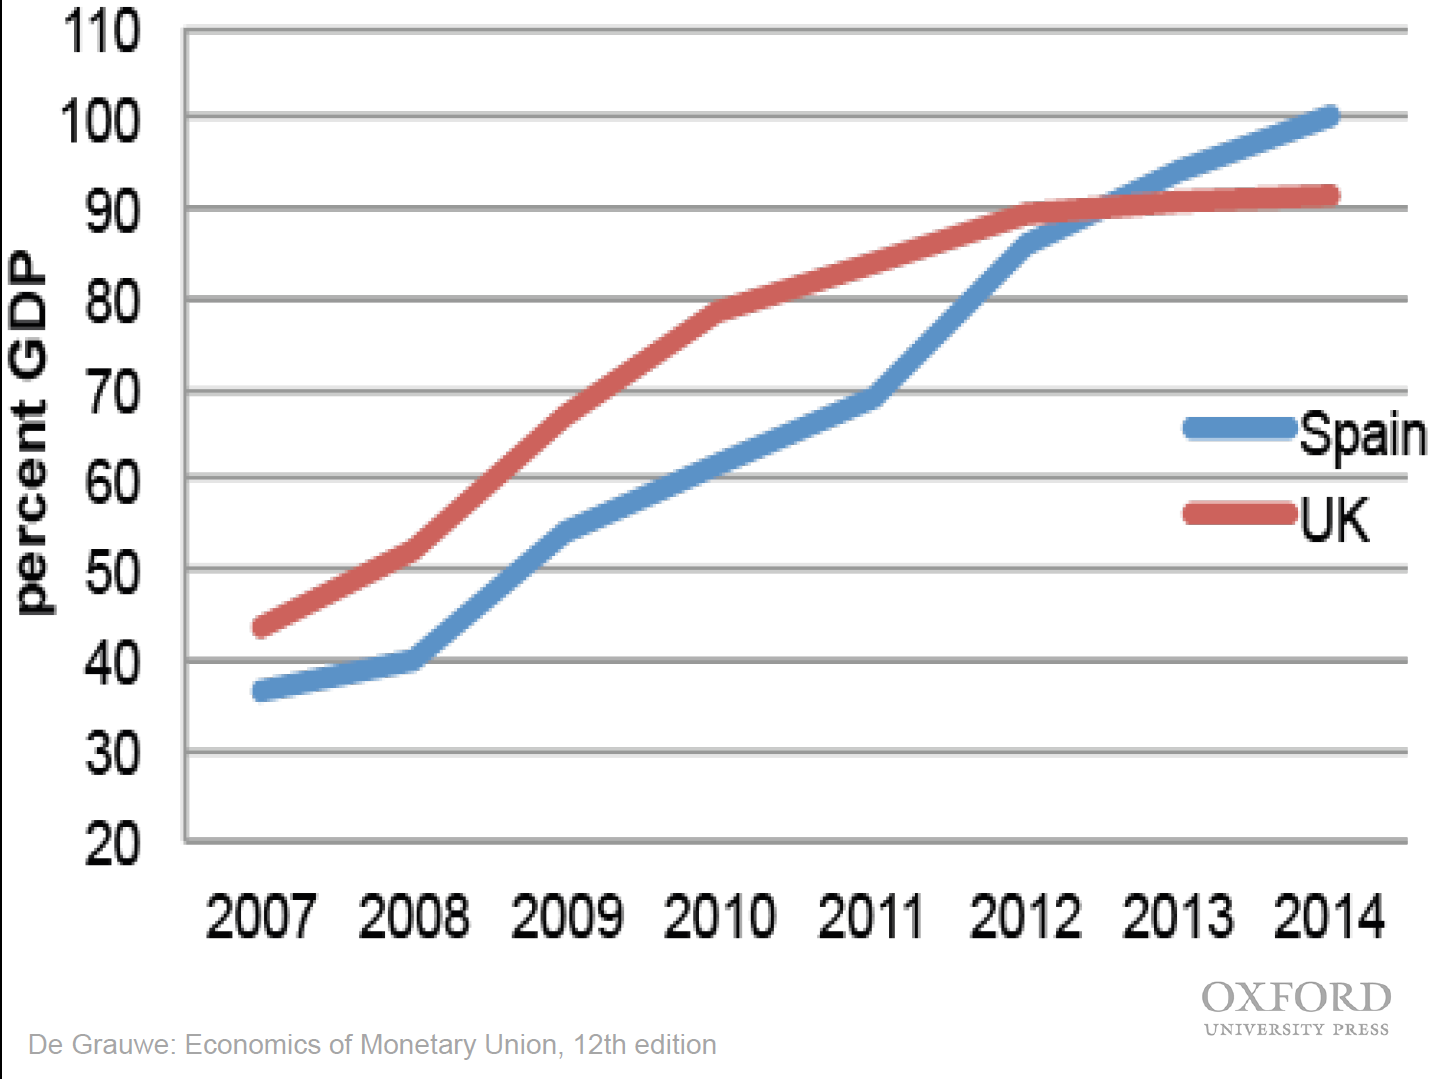 110
100
90
80
70
60
50
40
30
20
percent GDP
Spain
UK
2007 2008 2009 2010 2011 2012 2013 2014
OXFORD
UNIVERSITY PRESS
De Grauwe: Economics of Monetary Union, 12th edition